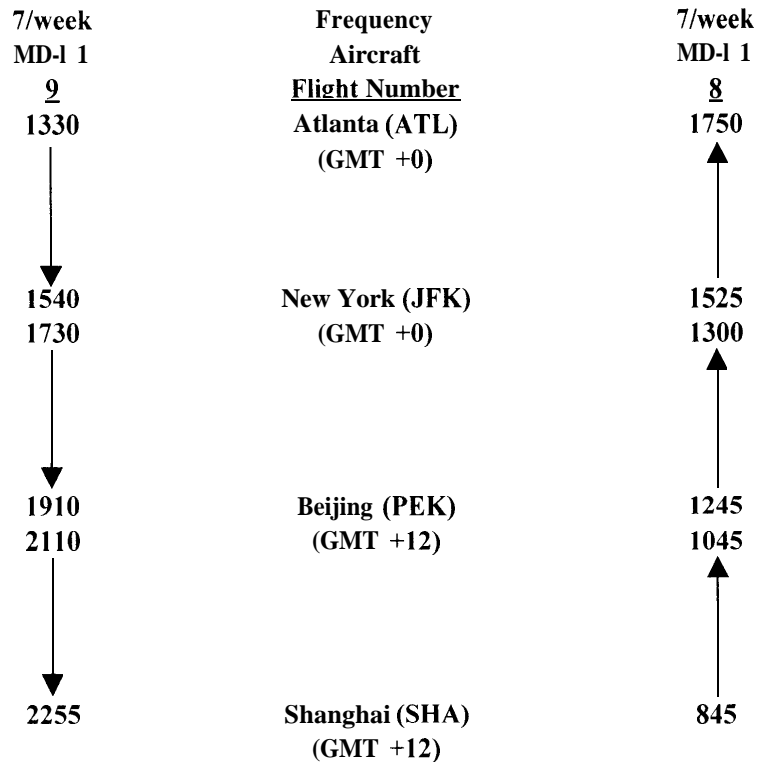 7/week Frequency 7/week
MD-l 1 Aircraft MD-l 1
9 Flight Number 8
1330 Atlanta (ATL) 1750
(GMT +0)
1540 New York (JFK) 1525
1730 (GMT +0) 1300
1910 Beijing (PEK) 1245
2110 (GMT +12) 1045
2255 Shanghai (SHA) 845
(GMT +12)